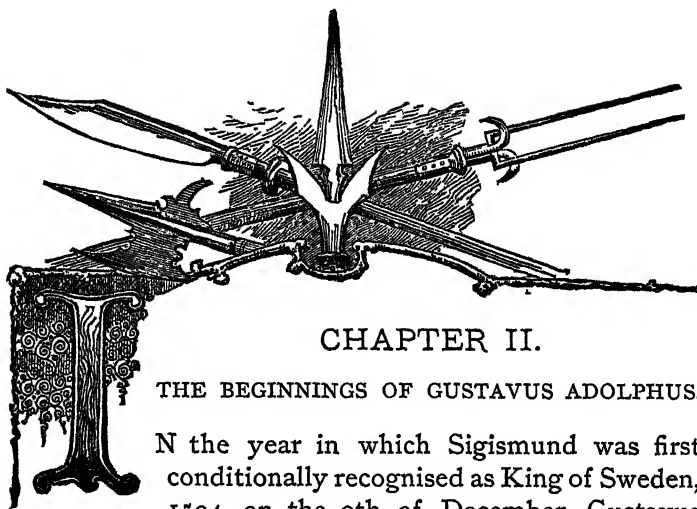 CHAPTER II.
THE BEGINNINGS OF GUSTAVUS ADOLPHUS.
IN the year in which Sigismund was first
conditionally recognised as King of Sweden,
1594, on the 9th of December, Gustavus